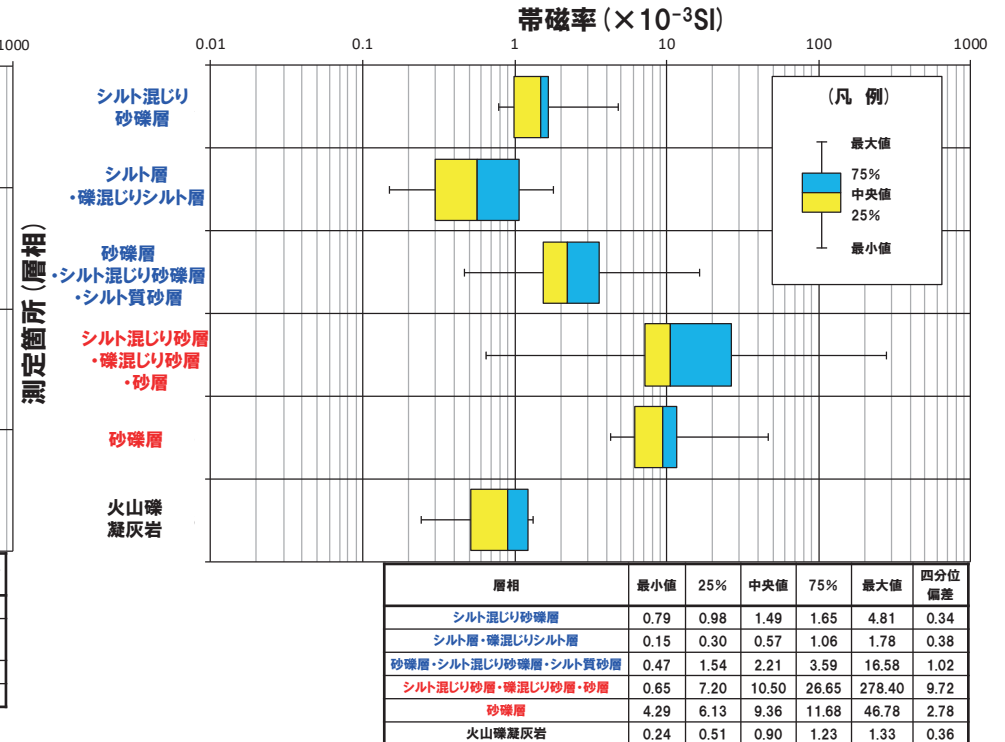 帯磁率(×10⁻³SI)
1000
0.01 0.1 1 10 100 1000
測定箇所(層相)
シルト混じり
砂礫層
シルト層
・礫混じりシルト層
砂礫層
・シルト混じり砂礫層
・シルト質砂層
シルト混じり砂層
・礫混じり砂層
・砂層
砂礫層
火山礫
凝灰岩
(凡 例)
最大値
75%
中央値
25%
最小値
層相 最小値 25% 中央値 75% 最大値 四分位
偏差
シルト混じり砂礫層 0.79 0.98 1.49 1.65 4.81 0.34
シルト層・礫混じりシルト層 0.15 0.30 0.57 1.06 1.78 0.38
砂礫層・シルト混じり砂礫層・シルト質砂層 0.47 1.54 2.21 3.59 16.58 1.02
シルト混じり砂層・礫混じり砂層・砂層 0.65 7.20 10.50 26.65 278.40 9.72
砂礫層 4.29 6.13 9.36 11.68 46.78 2.78
火山礫凝灰岩 0.24 0.51 0.90 1.23 1.33 0.36